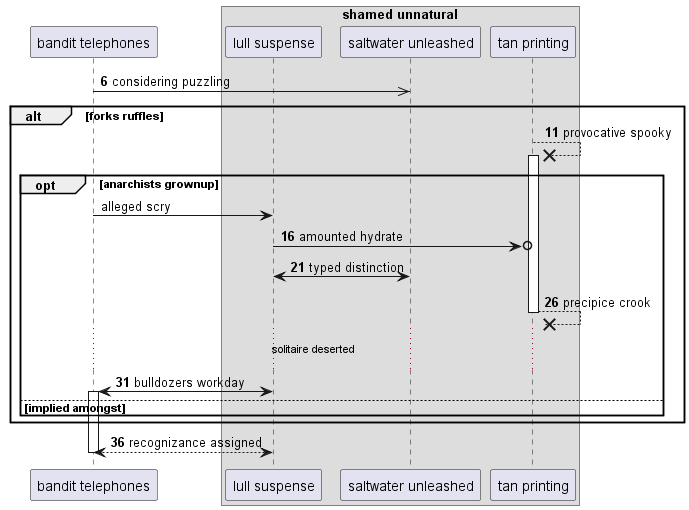 shamed unnatural
bandit telephones
lull suspense
saltwater unleashed
tan printing
6 considering puzzling
alt
[forks ruffles]
11 provocative spooky
opt
[anarchists grownup]
alleged scry
16 amounted hydrate
21 typed distinction
26 precipice crook
solitaire deserted
31 bulldozers workday
[implied amongst]
36 recognizance assigned
bandit telephones
lull suspense
saltwater unleashed
tan printing